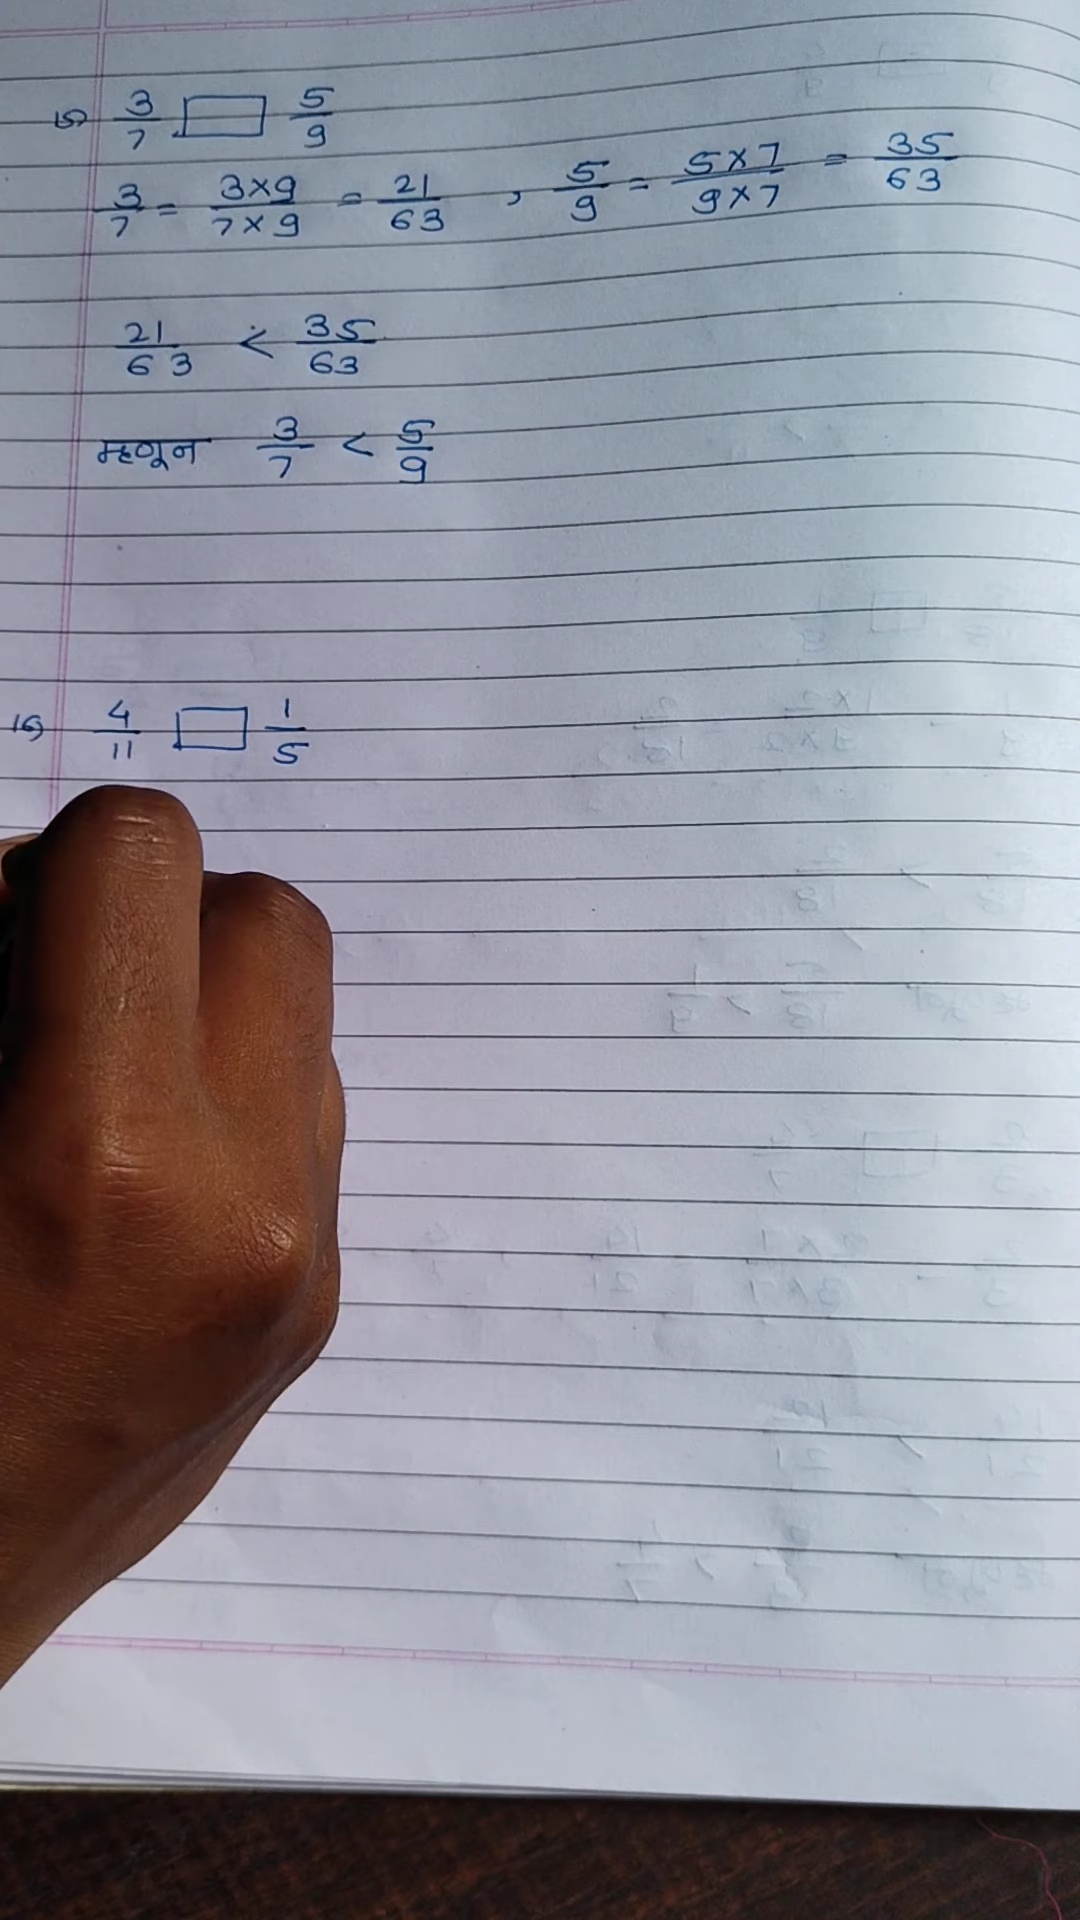 5) 3/7 □ 5/9
3/7 = 3×9/7×9 = 21/63 , 5/9 = 5×7/9×7 = 35/63
21/63 < 35/63
म्हणून 3/7 < 5/9
16) 4/11 □ 1/5